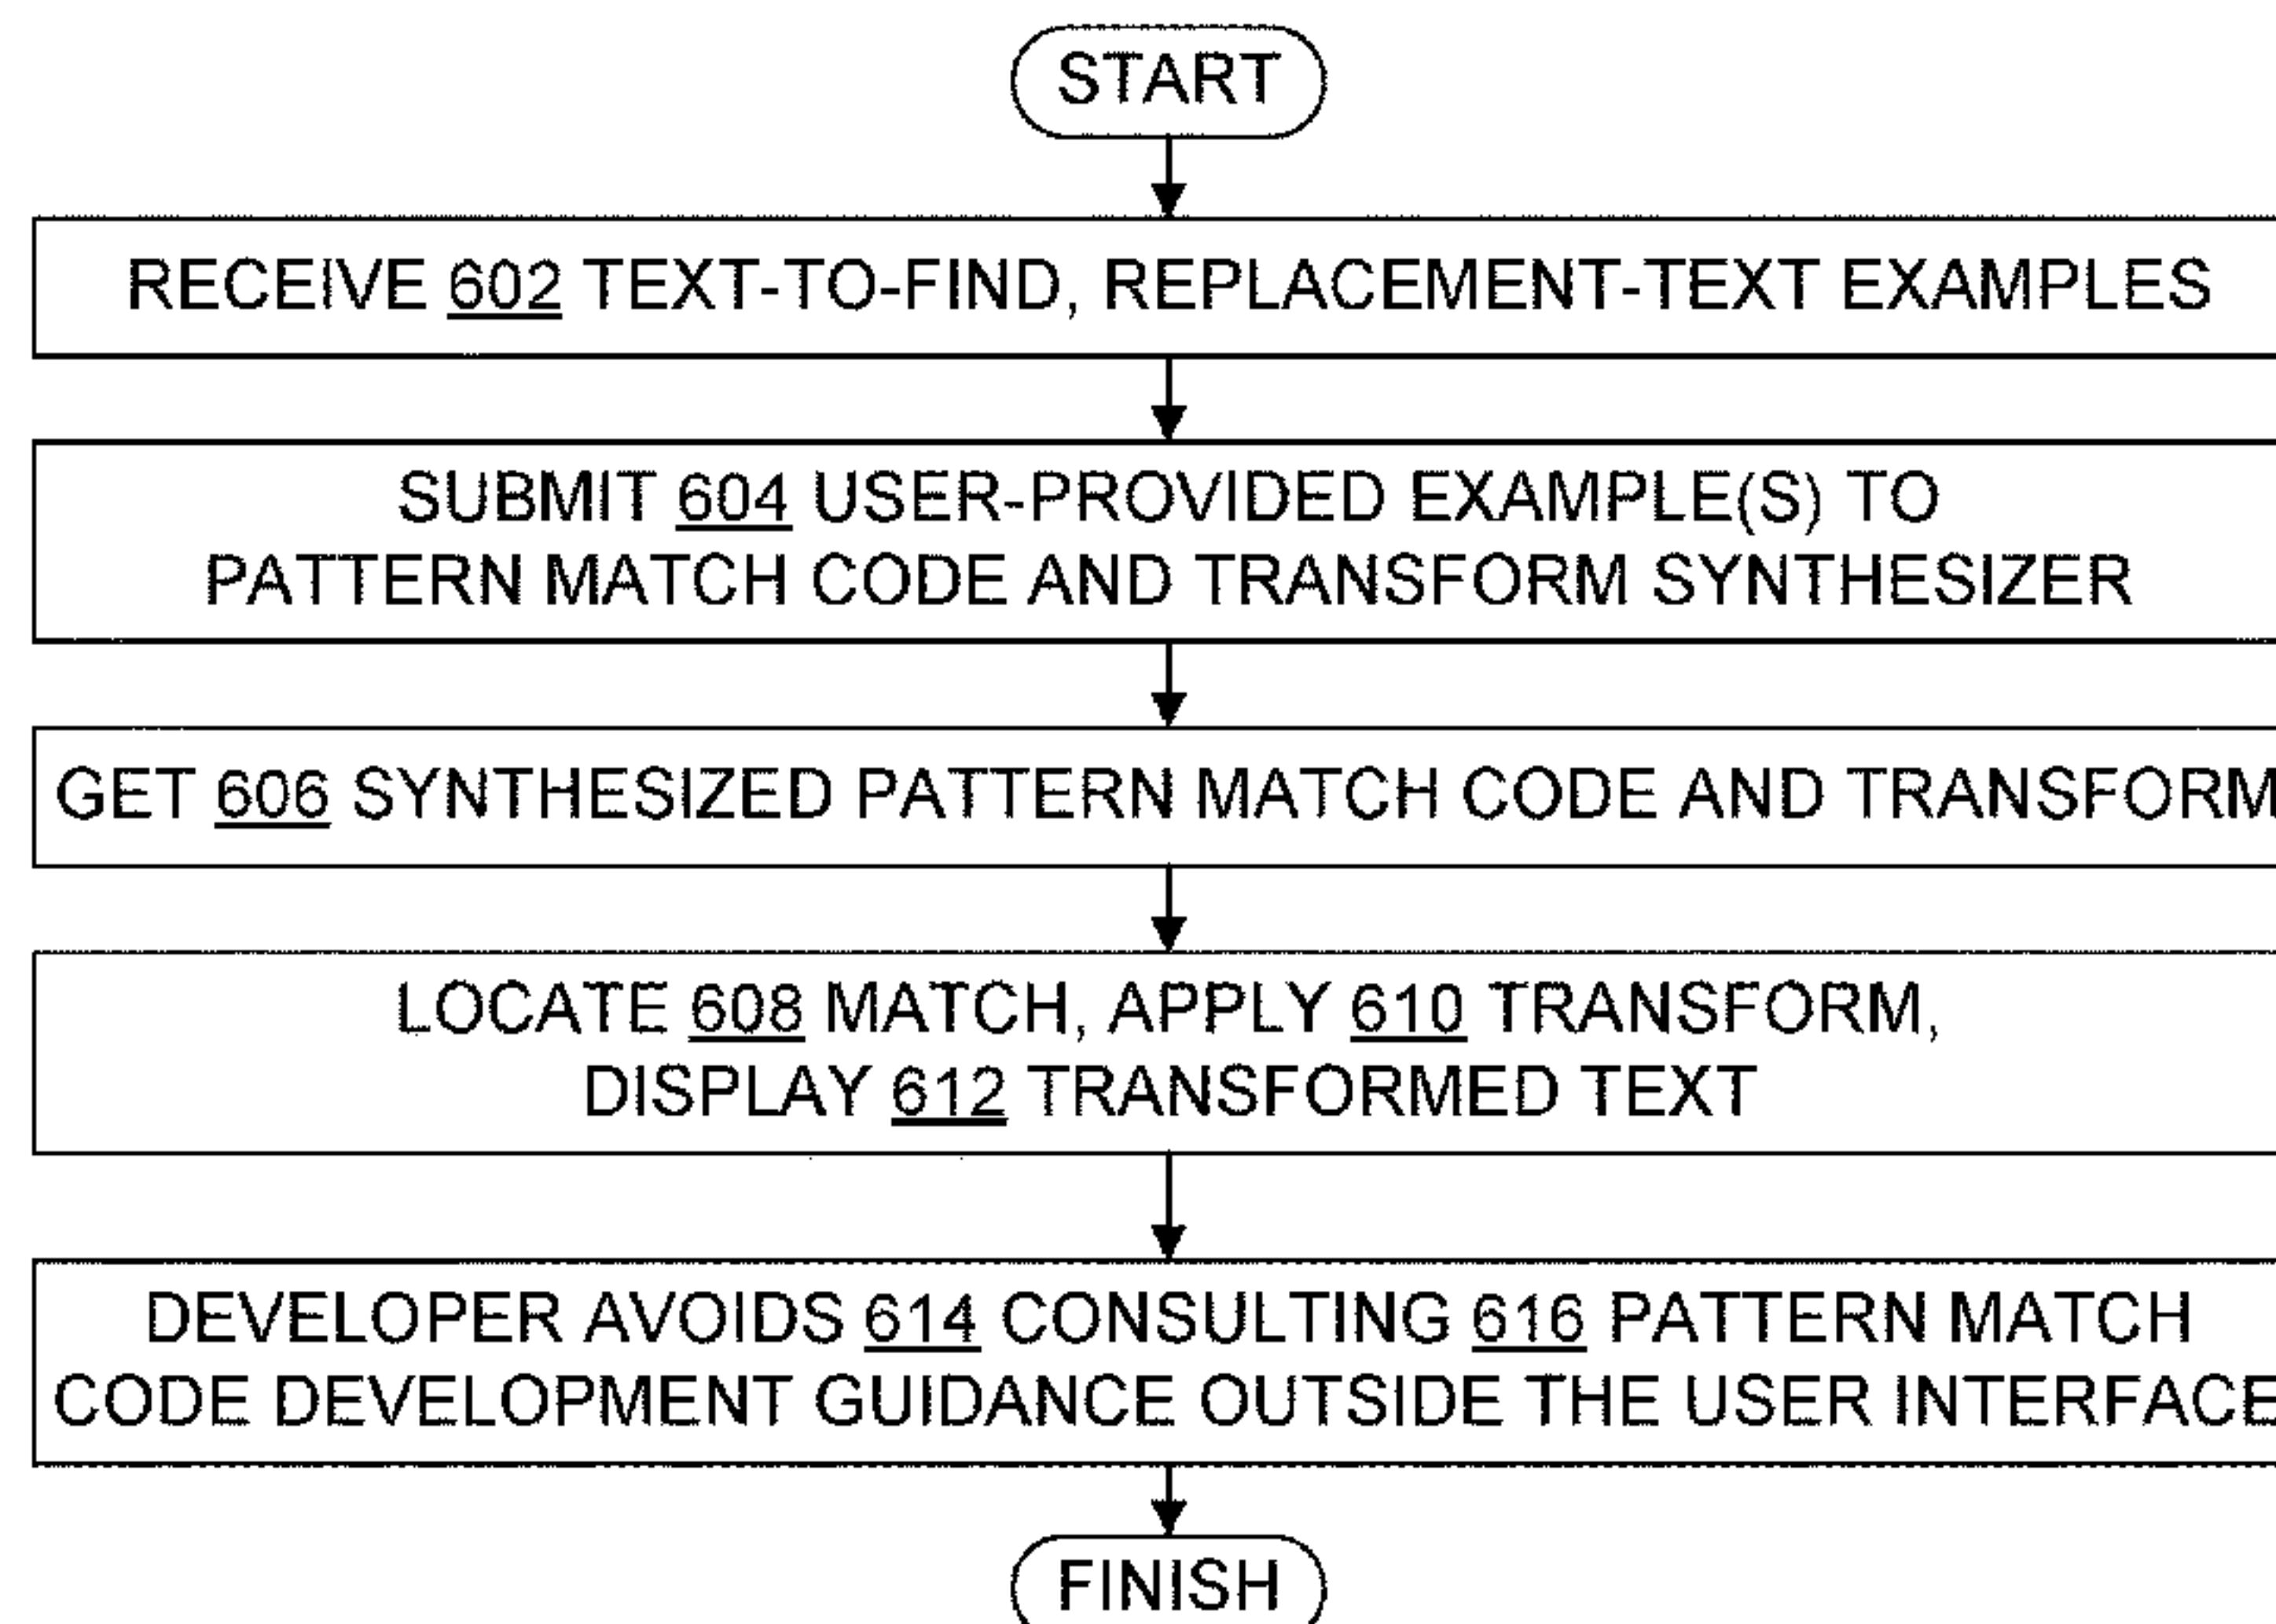 START
RECEIVE 602 TEXT-TO-FIND, REPLACEMENT-TEXT EXAMPLES
SUBMIT 604 USER-PROVIDED EXAMPLE(S) TO
PATTERN MATCH CODE AND TRANSFORM SYNTHESIZER
GET 606 SYNTHESIZED PATTERN MATCH CODE AND TRANSFORM
LOCATE 608 MATCH, APPLY 610 TRANSFORM,
DISPLAY 612 TRANSFORMED TEXT
DEVELOPER AVOIDS 614 CONSULTING 616 PATTERN MATCH
CODE DEVELOPMENT GUIDANCE OUTSIDE THE USER INTERFACE
FINISH